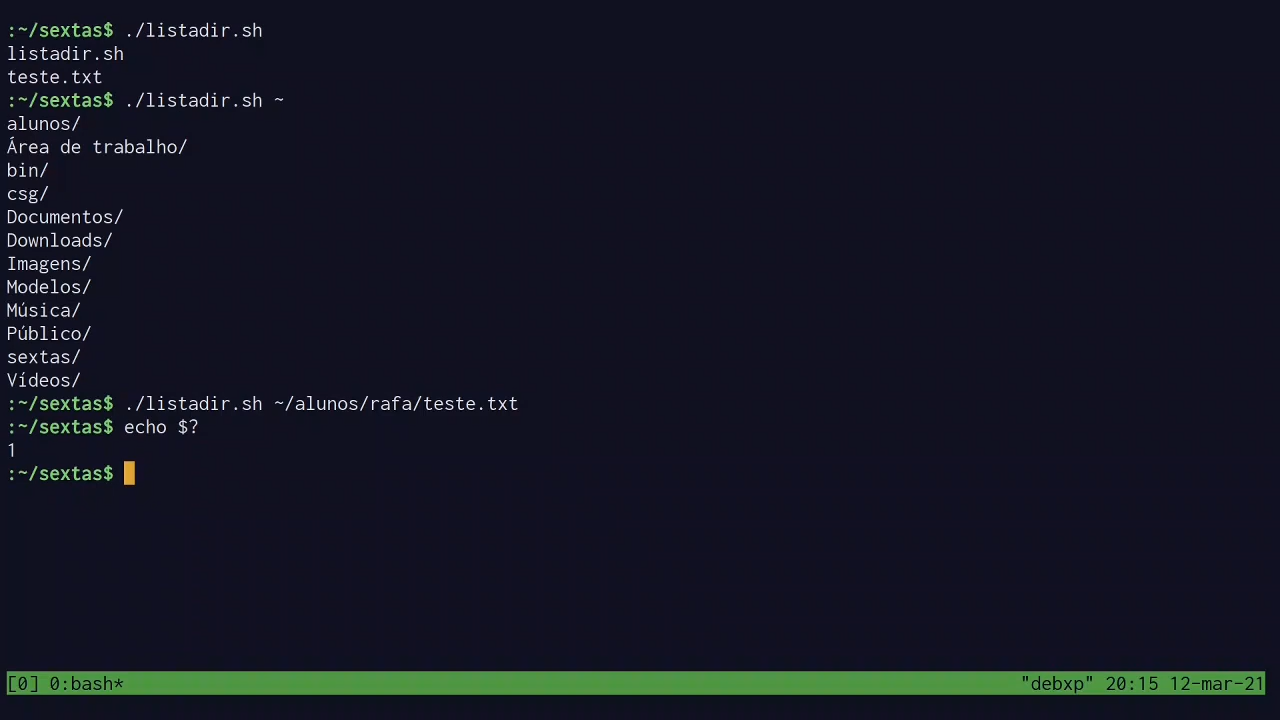 :~/sextas$ ./listadir.sh
listadir.sh
teste.txt
:~/sextas$ ./listadir.sh ~
alunos/
Área de trabalho/
bin/
csg/
Documentos/
Downloads/
Imagens/
Modelos/
Música/
Público/
sextas/
Vídeos/
:~/sextas$ ./listadir.sh ~/alunos/rafa/teste.txt
:~/sextas$ echo $?
1
:~/sextas$
[0] 0:bash* "debxp" 20:15 12-mar-21